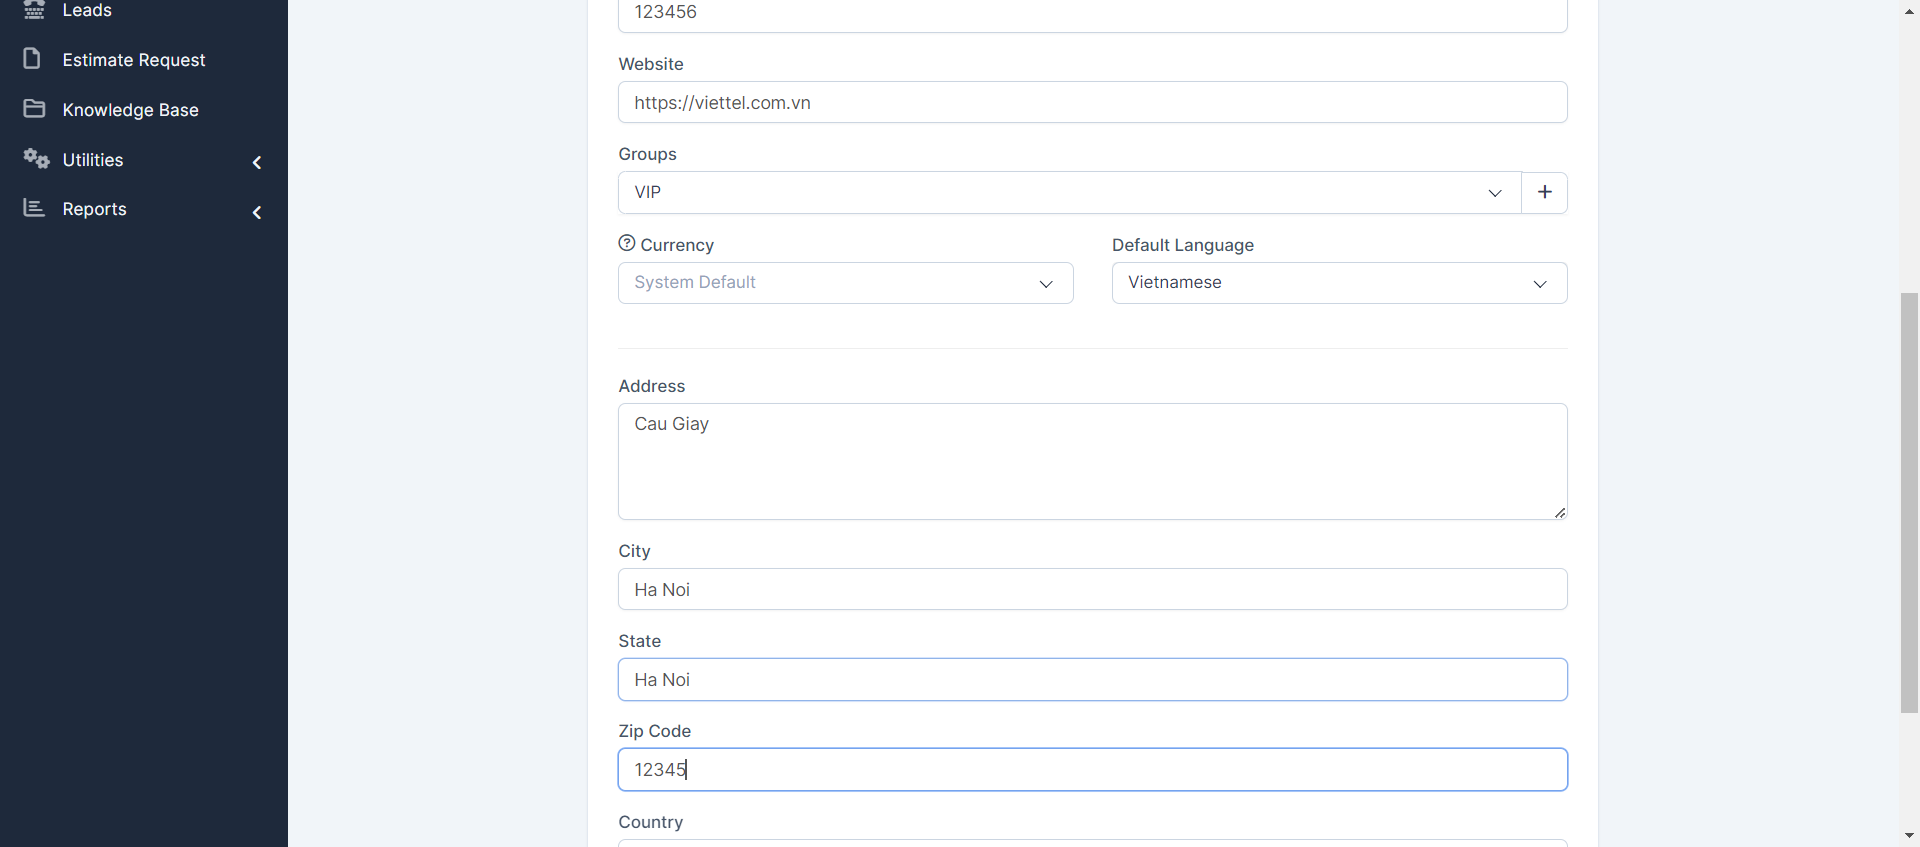 Leads
Estimate Request
Knowledge Base
Utilities
Reports
123456
Website
https://viettel.com.vn
Groups
VIP
Currency
Default Language
System Default
Vietnamese
Address
Cau Giay
City
Ha Noi
State
Ha Noi
Zip Code
12345
Country